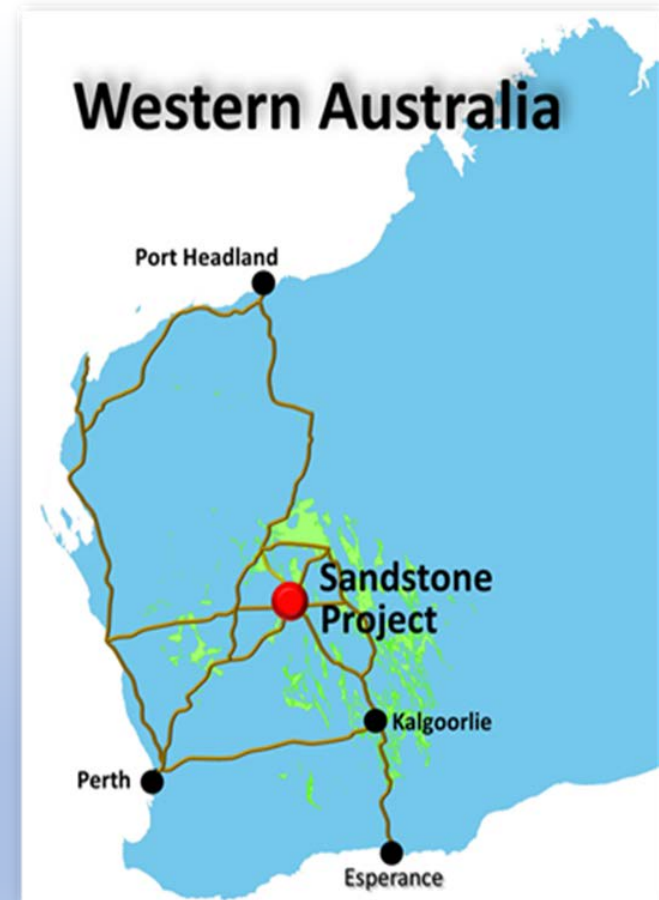 Western Australia
Port Headland
Sandstone
Project
Kalgoorlie
Perth
Esperance